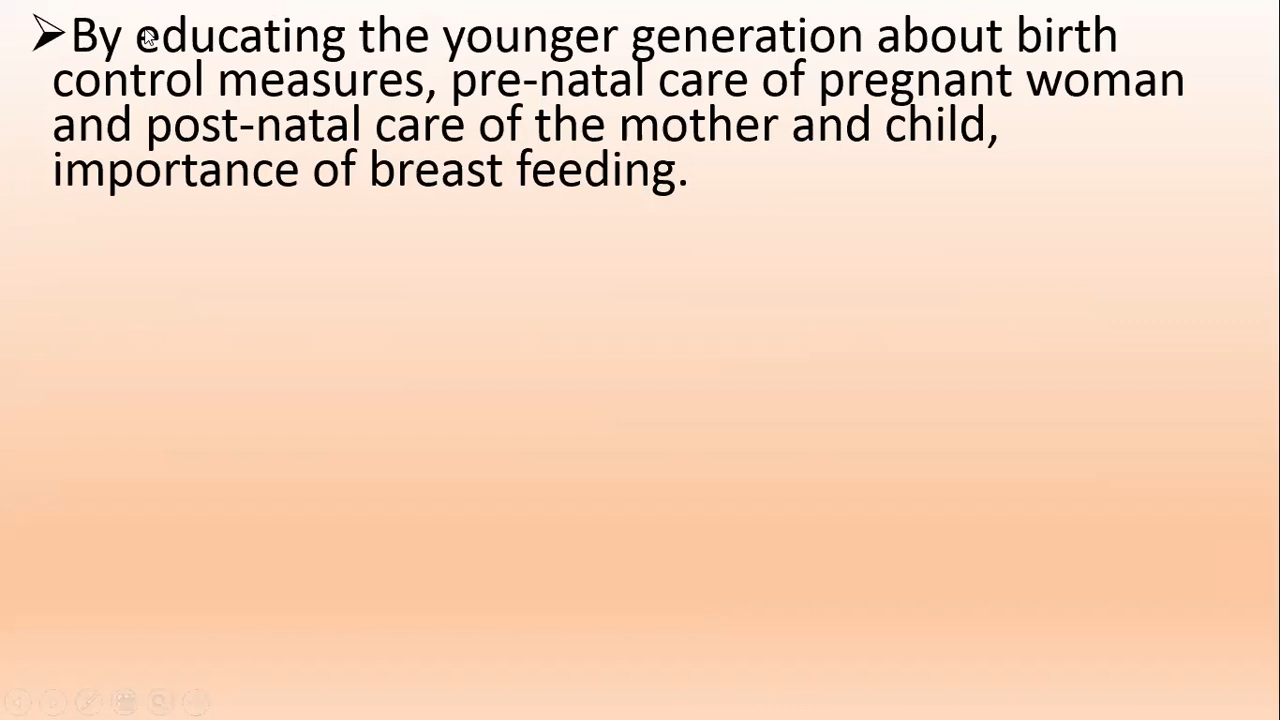 ➢By educating the younger generation about birth
control measures, pre-natal care of pregnant woman
and post-natal care of the mother and child,
importance of breast feeding.